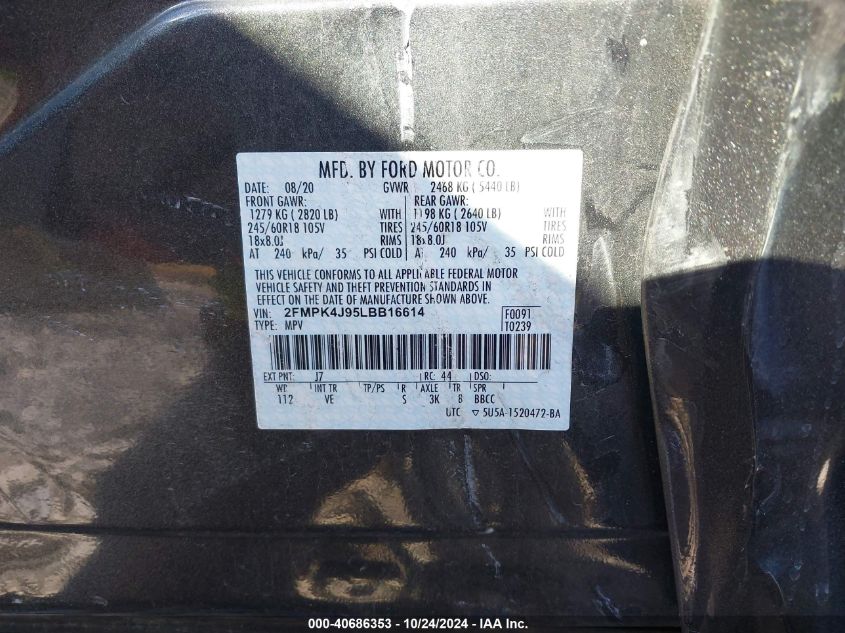 MFD. BY FORD MOTOR CO.
DATE: 08/20 GVWR 2468 KG ( 5440 LB)
FRONT GAWR: REAR GAWR:
1279 KG ( 2820 LB) WITH 1198 KG ( 2640 LB) WITH
245/60R18 105V TIRES 245/60R18 105V TIRES
18x8.0J RIMS 18x8.0J RIMS
AT 240 kPa/ 35 PSI COLD AT 240 kPa/ 35 PSI COLD
THIS VEHICLE CONFORMS TO ALL APPLICABLE FEDERAL MOTOR
VEHICLE SAFETY AND THEFT PREVENTION STANDARDS IN
EFFECT ON THE DATE OF MANUFACTURE SHOWN ABOVE.
VIN: 2FMPK4J95LBB16614 F0091
TYPE: MPV T0239
EXT PNT: J7 RC: 44 DSO:
WB INT TR TP/PS R AXLE TR SPR
112 VE S 3K B BBCC
UTC ▽ 5U5A-1520472-BA
000-40686353 - 10/24/2024 - IAA Inc.